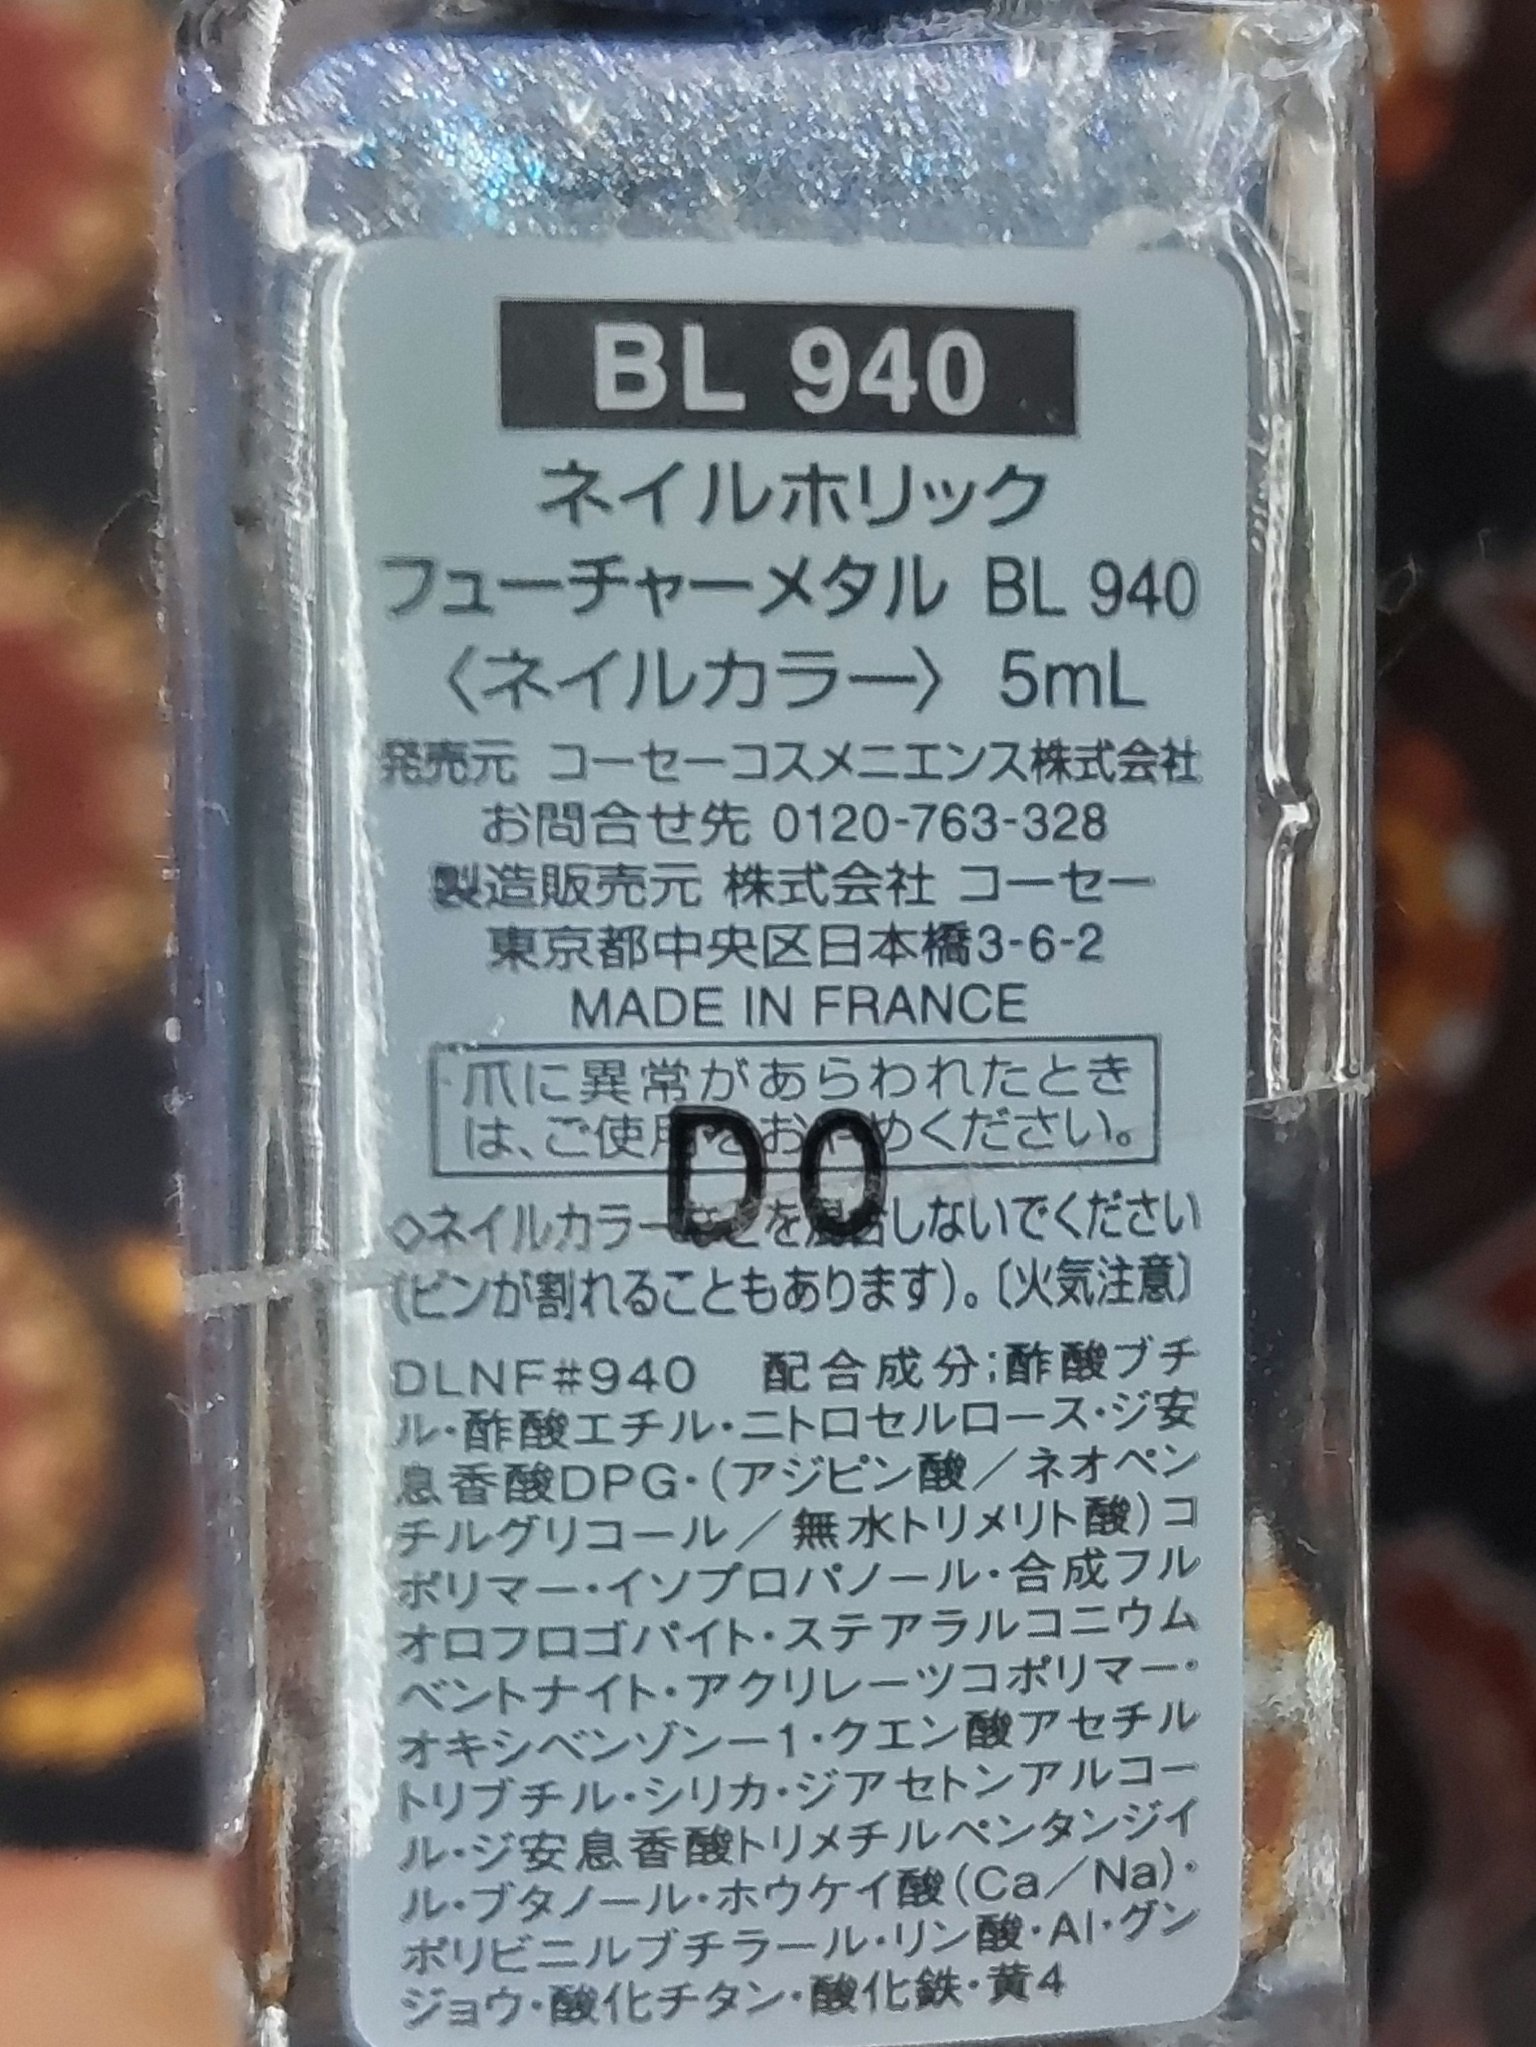 BL 940
ネイルホリック
フューチャーメタル BL 940
〈ネイルカラー〉 5mL
発売元 コーセーコスメニエンス株式会社
お問合せ先 0120-763-328
製造販売元 株式会社 コーセー
東京都中央区日本橋3-6-2
MADE IN FRANCE
爪に異常があらわれたとき
は、ご使用をおやめください。
DO
◇ネイルカラーなどを混合しないでください
(ビンが割れることもあります)。〔火気注意〕
DLNF#940 配合成分;酢酸ブチ
ル・酢酸エチル・ニトロセルロース・ジ安
息香酸DPG・(アジピン酸/ネオペン
チルグリコール/無水トリメリト酸)コ
ポリマー・イソプロパノール・合成フル
オロフロゴパイト・ステアラルコニウム
ベントナイト・アクリレーツコポリマー・
オキシベンゾン-1・クエン酸アセチル
トリブチル・シリカ・ジアセトンアルコー
ル・ジ安息香酸トリメチルペンタンジイ
ル・ブタノール・ホウケイ酸(Ca/Na)・
ポリビニルブチラール・リン酸・Al・グン
ジョウ・酸化チタン・酸化鉄・黄4